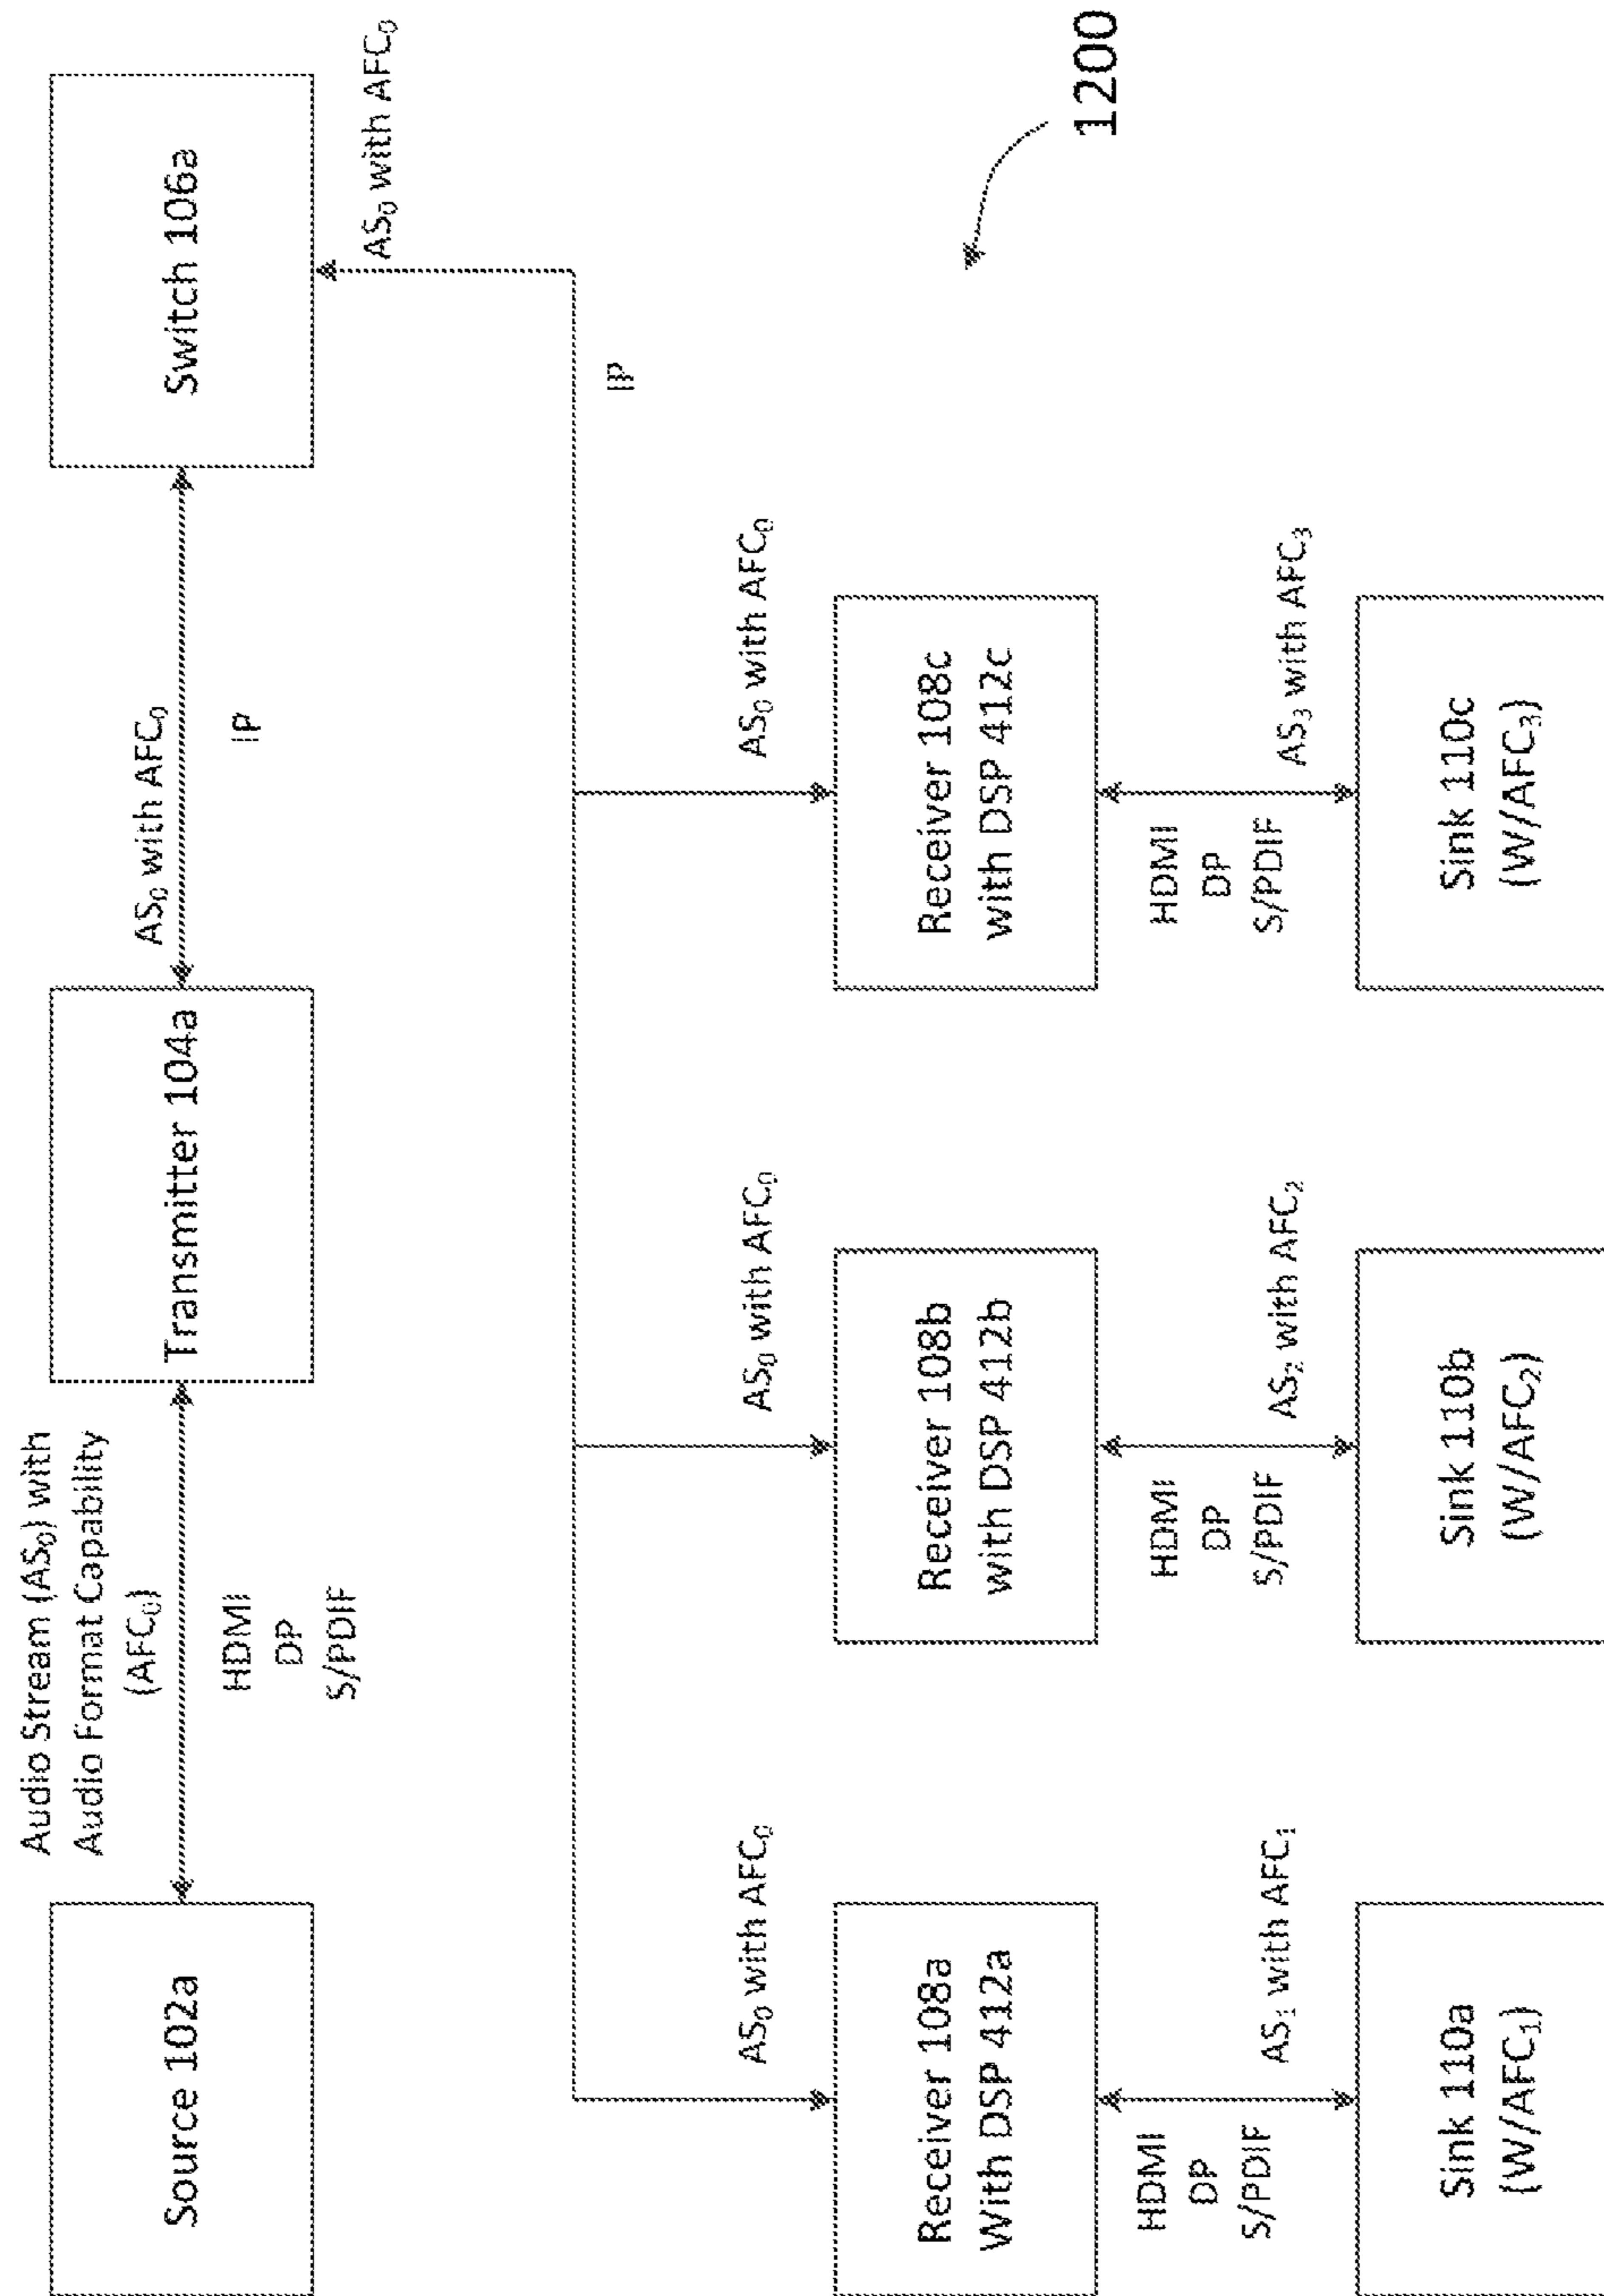 Source 102a
Audio Stream (AS₀) with
Audio Format Capability
(AFC₀)
HDMI
DP
S/PDIF
Transmitter 104a
AS₀ with AFC₀
IP
Switch 106a
AS₀ with AFC₀
IP
AS₀ with AFC₀
AS₀ with AFC₀
AS₀ with AFC₀
Receiver 108a
With DSP 412a
Receiver 108b
with DSP 412b
Receiver 108c
with DSP 412c
HDMI
DP
S/PDIF
AS₁ with AFC₁
HDMI
DP
S/PDIF
AS₂ with AFC₂
HDMI
DP
S/PDIF
AS₃ with AFC₃
Sink 110a
(W/AFC₁)
Sink 110b
(W/AFC₂)
Sink 110c
(W/AFC₃)
1200